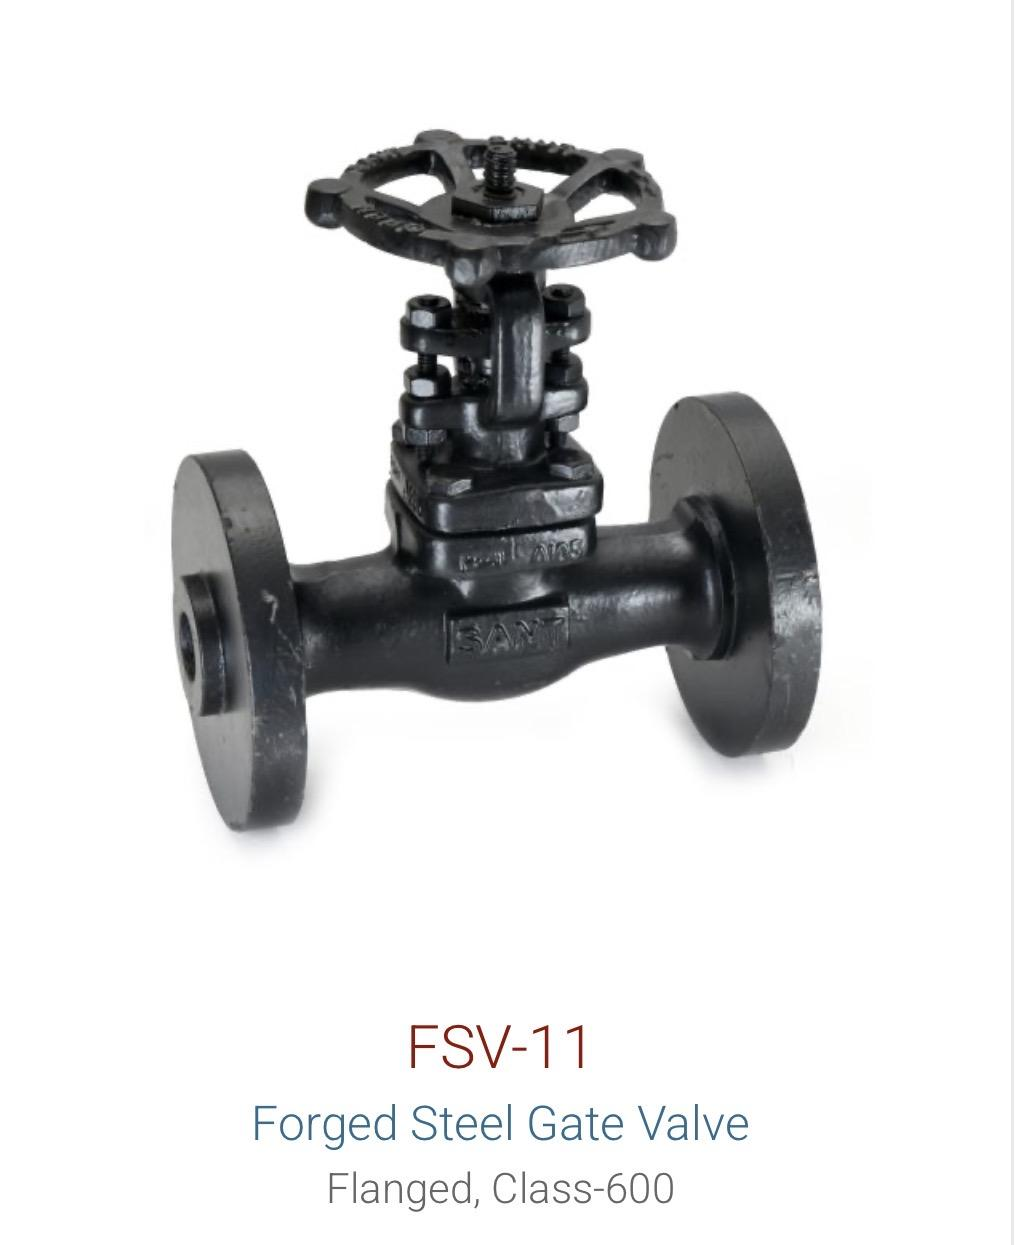 A105
SANT
FSV-11
Forged Steel Gate Valve
Flanged, Class-600